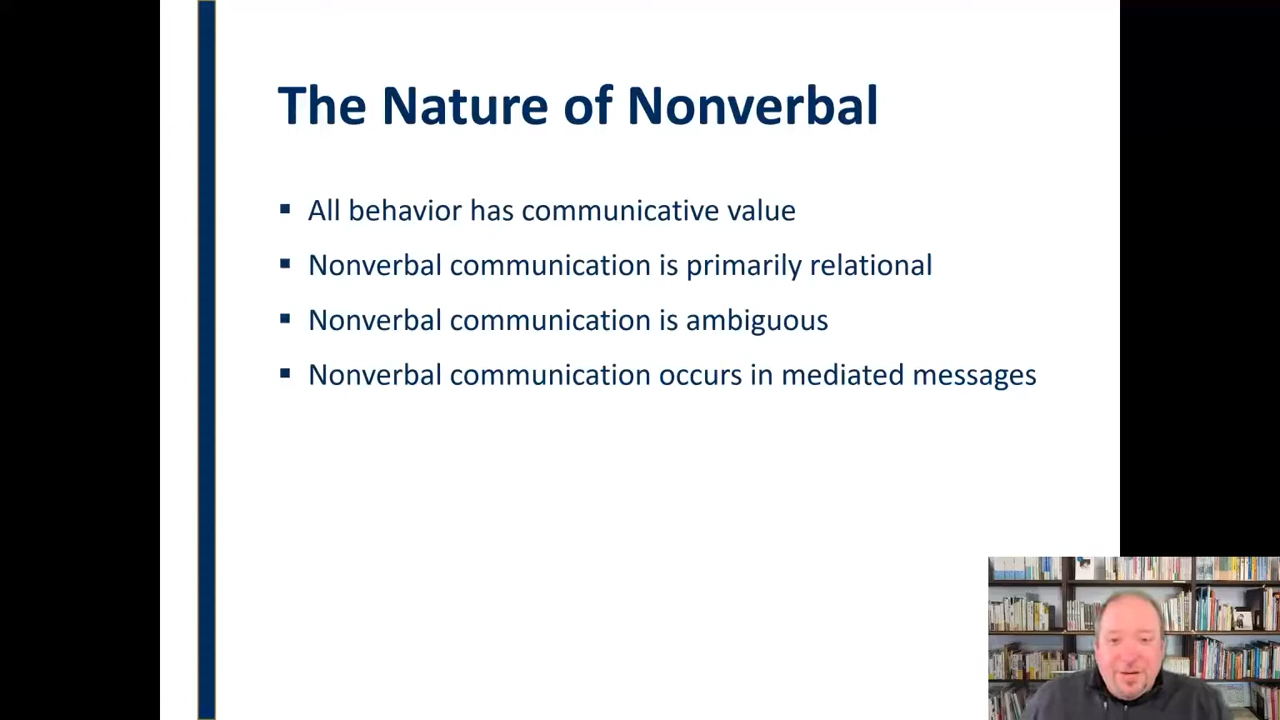 The Nature of Nonverbal
▪ All behavior has communicative value
▪ Nonverbal communication is primarily relational
▪ Nonverbal communication is ambiguous
▪ Nonverbal communication occurs in mediated messages